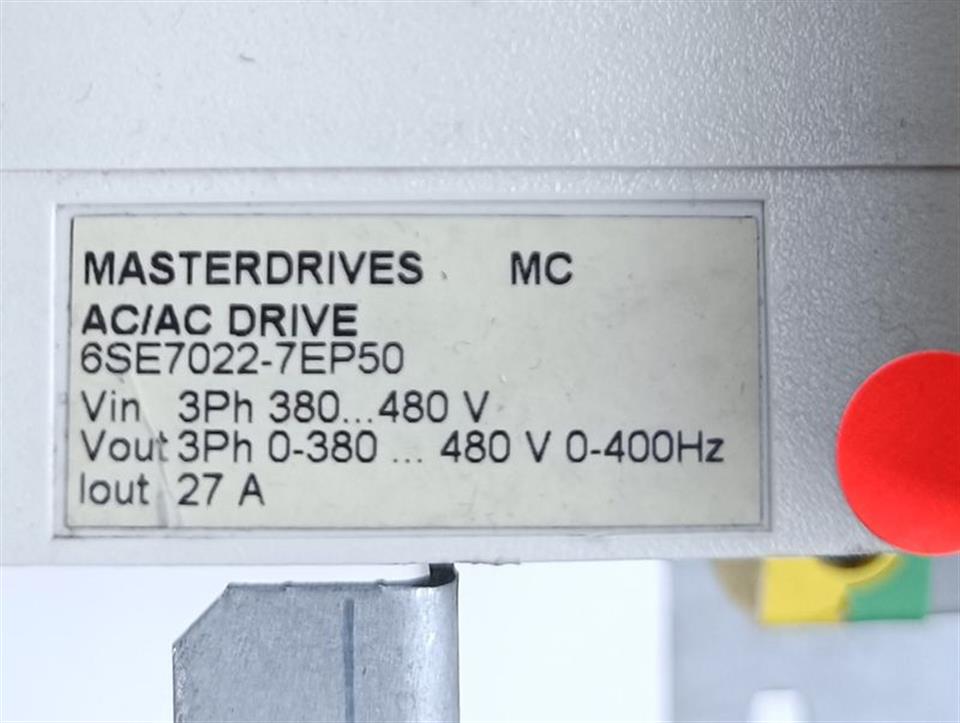 MASTERDRIVES MC
AC/AC DRIVE
6SE7022-7EP50
Vin 3Ph 380...480 V
Vout 3Ph 0-380 ... 480 V 0-400Hz
Iout 27 A